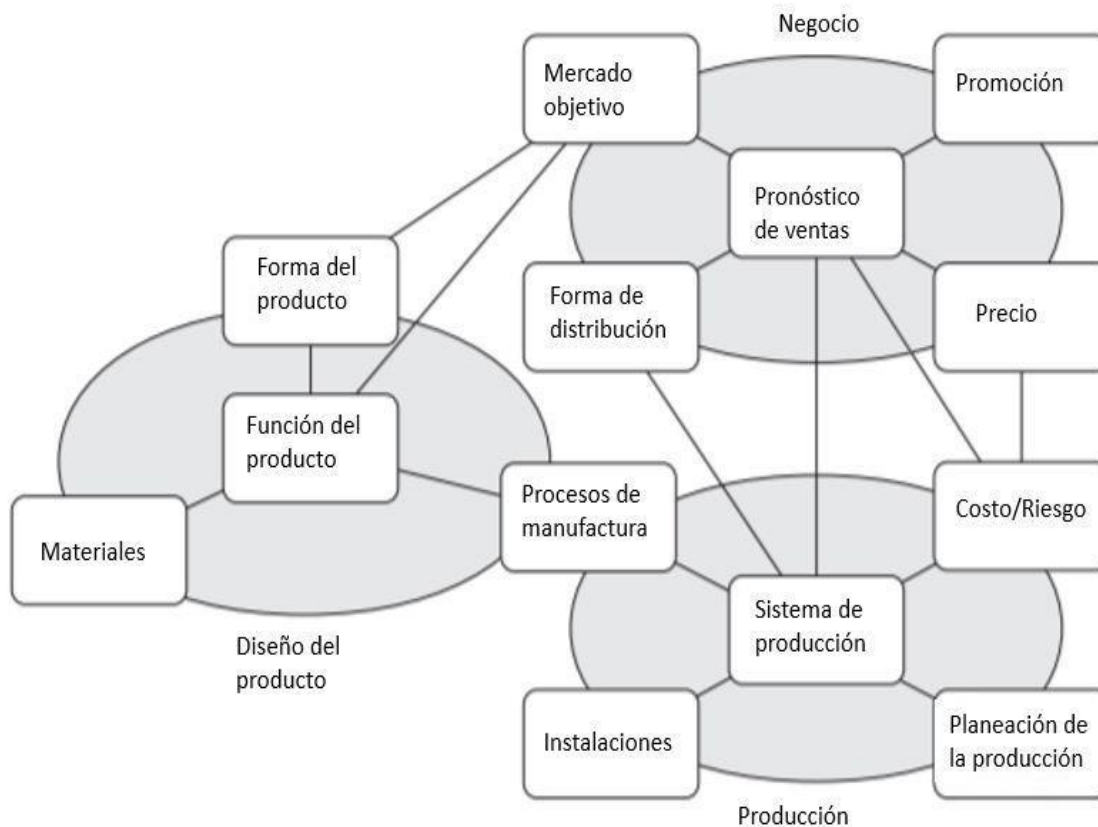 Negocio
Mercado
objetivo
Promoción
Pronóstico
de ventas
Forma del
producto
Forma de
distribución
Precio
Función del
producto
Procesos de
manufactura
Costo/Riesgo
Materiales
Sistema de
producción
Diseño del
producto
Instalaciones
Planeación de
la producción
Producción